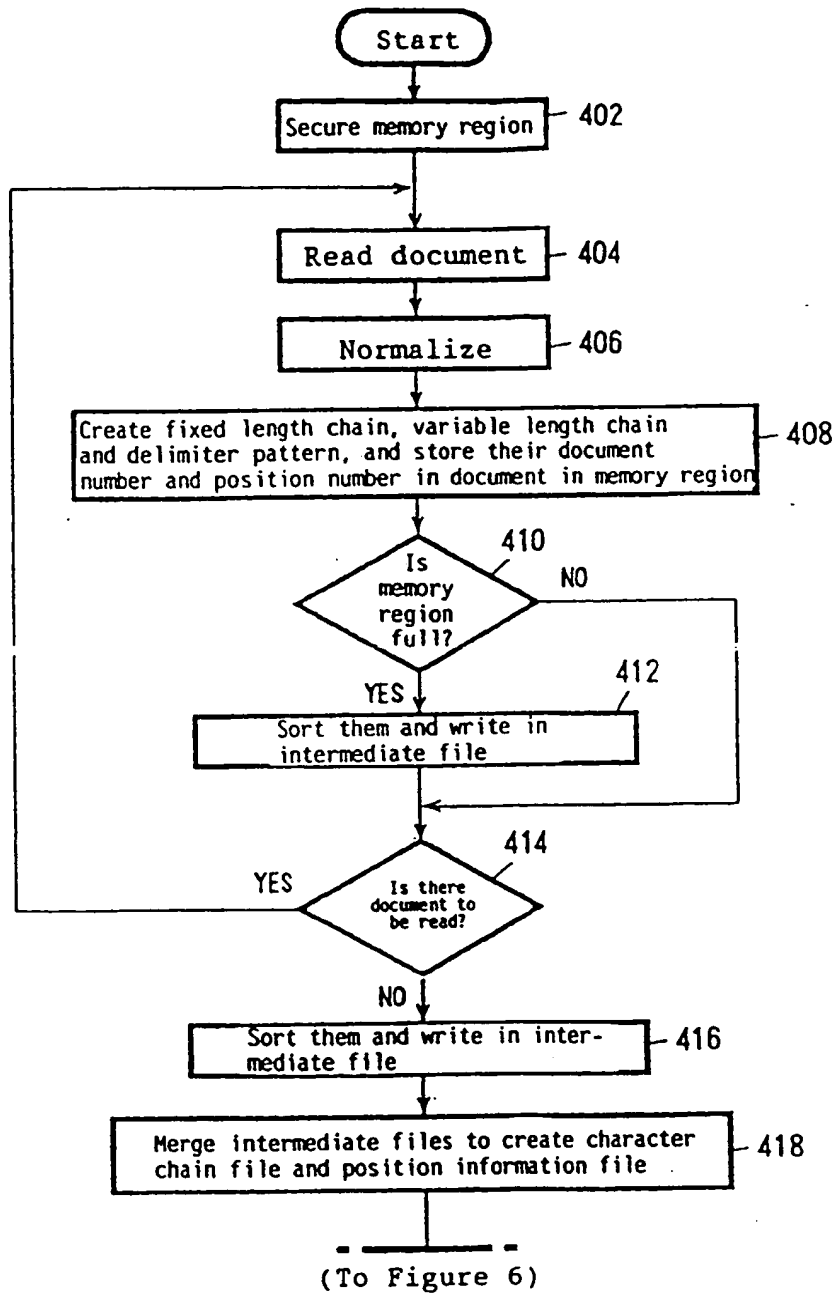 Start
Secure memory region
402
Read document
404
Normalize
406
Create fixed length chain, variable length chain
and delimiter pattern, and store their document
number and position number in document in memory region
408
410
Is
memory
region
full?
NO
YES
412
Sort them and write in
intermediate file
414
YES
Is there
document to
be read?
NO
Sort them and write in inter-
mediate file
416
Merge intermediate files to create character
chain file and position information file
418
(To Figure 6)